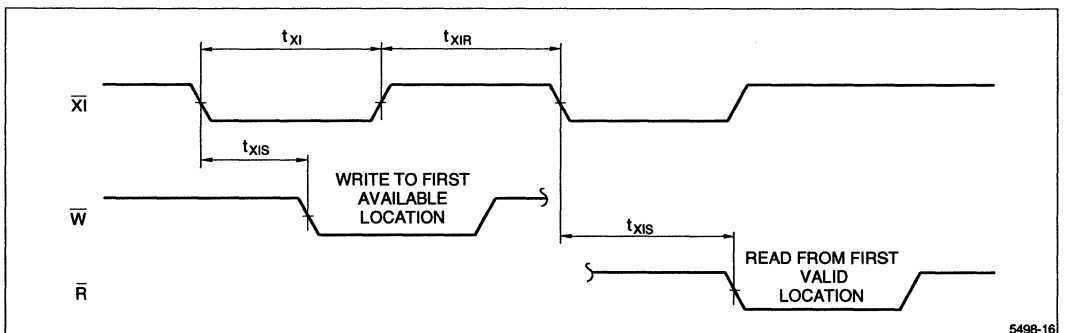 tXI
tXIR
XI
tXIS
WRITE TO FIRST
AVAILABLE
LOCATION
W
tXIS
READ FROM FIRST
VALID
LOCATION
R
5498-16